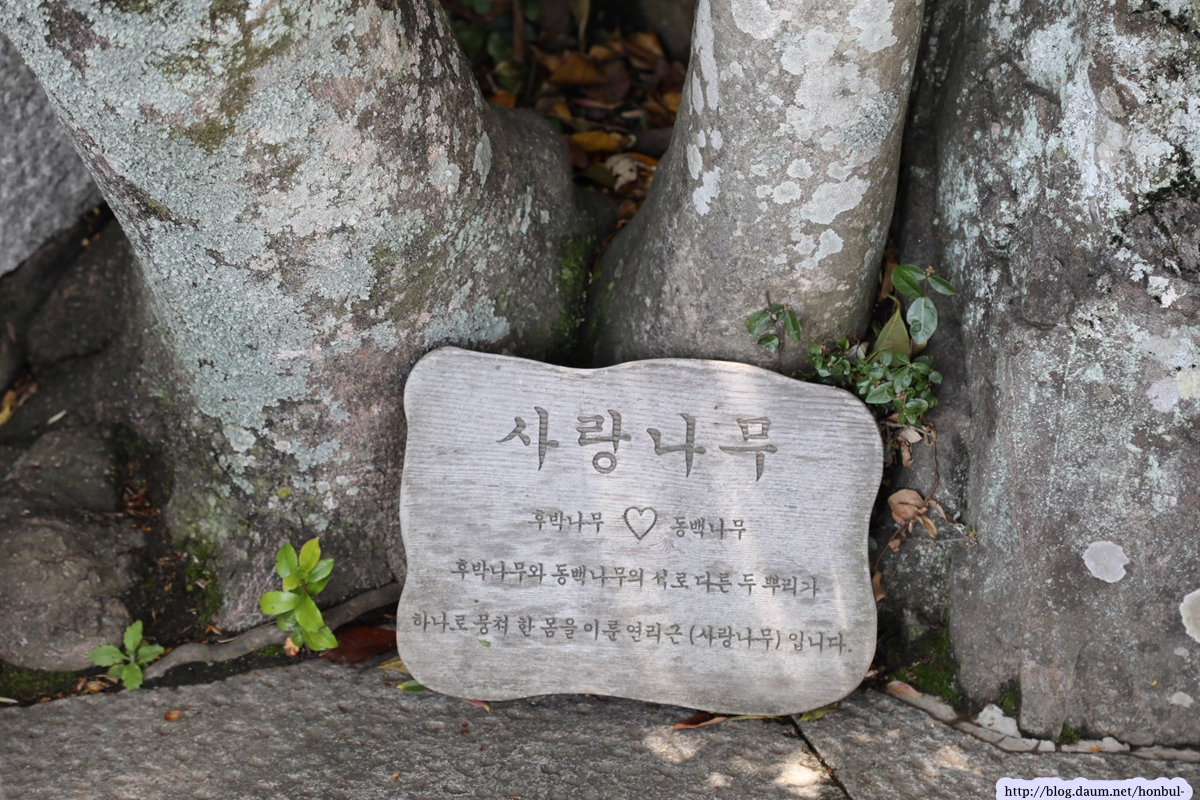 사랑나무
후박나무 ♡ 동백나무
후박나무와 동백나무의 서로 다른 두 뿌리가
하나로 뭉쳐 한 몸을 이룬 연리근 (사랑나무) 입니다.
http://blog.daum.net/honbul-